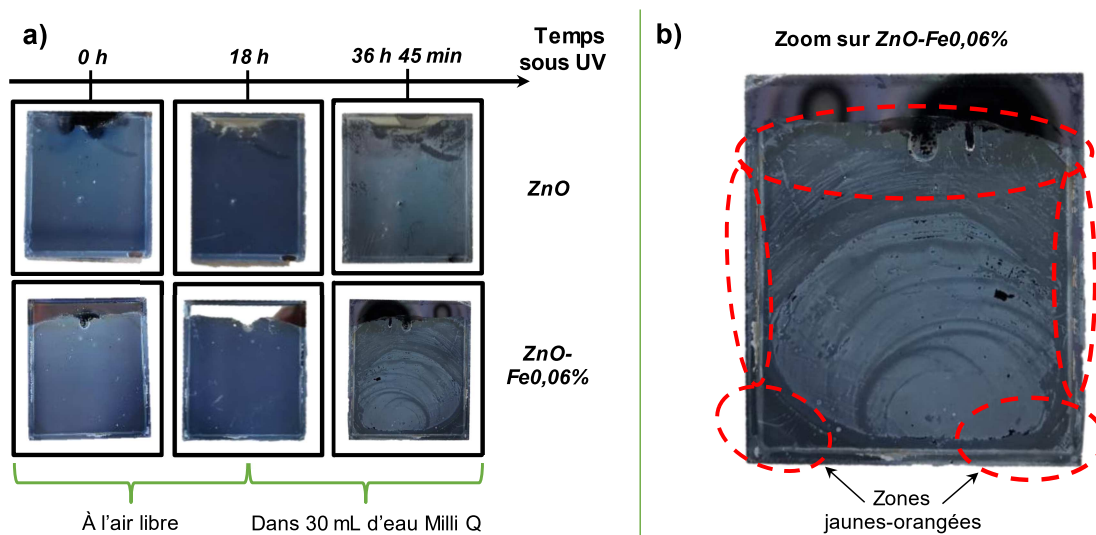 a)
0 h
18 h
36 h 45 min
Temps
sous UV
ZnO
ZnO-
Fe0,06%
À l'air libre
Dans 30 mL d'eau Milli Q
b)
Zoom sur ZnO-Fe0,06%
Zones
jaunes-orangées